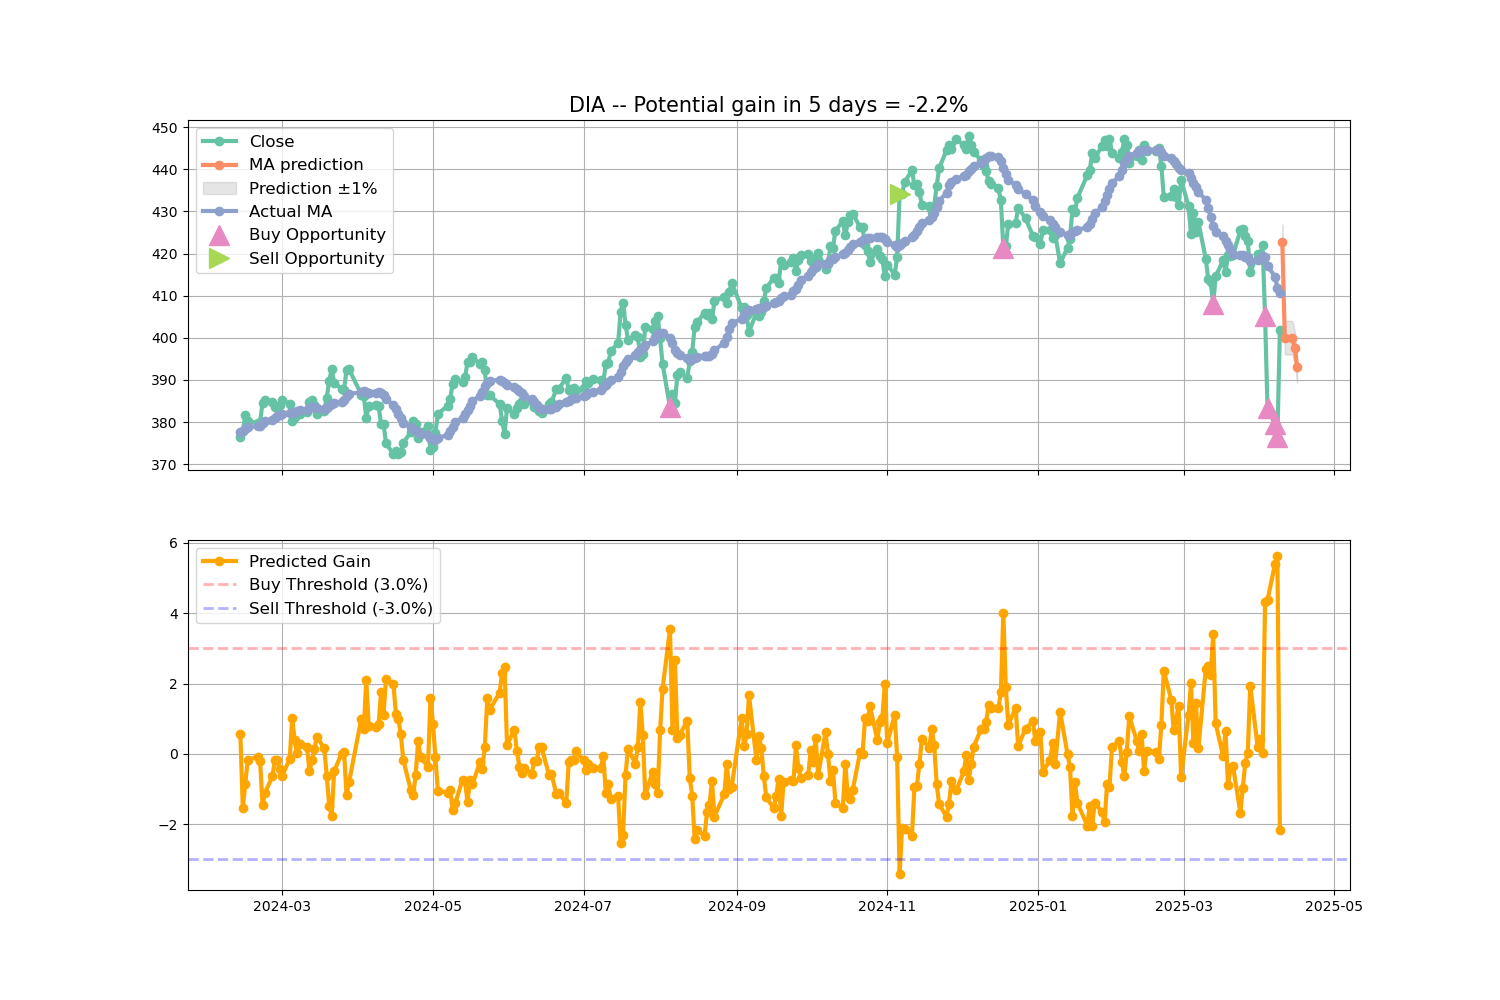 DIA -- Potential gain in 5 days = -2.2%
450
440
430
420
410
400
390
380
370
Close
MA prediction
Prediction ±1%
Actual MA
Buy Opportunity
Sell Opportunity
6
4
2
0
−2
Predicted Gain
Buy Threshold (3.0%)
Sell Threshold (-3.0%)
2024-03
2024-05
2024-07
2024-09
2024-11
2025-01
2025-03
2025-05